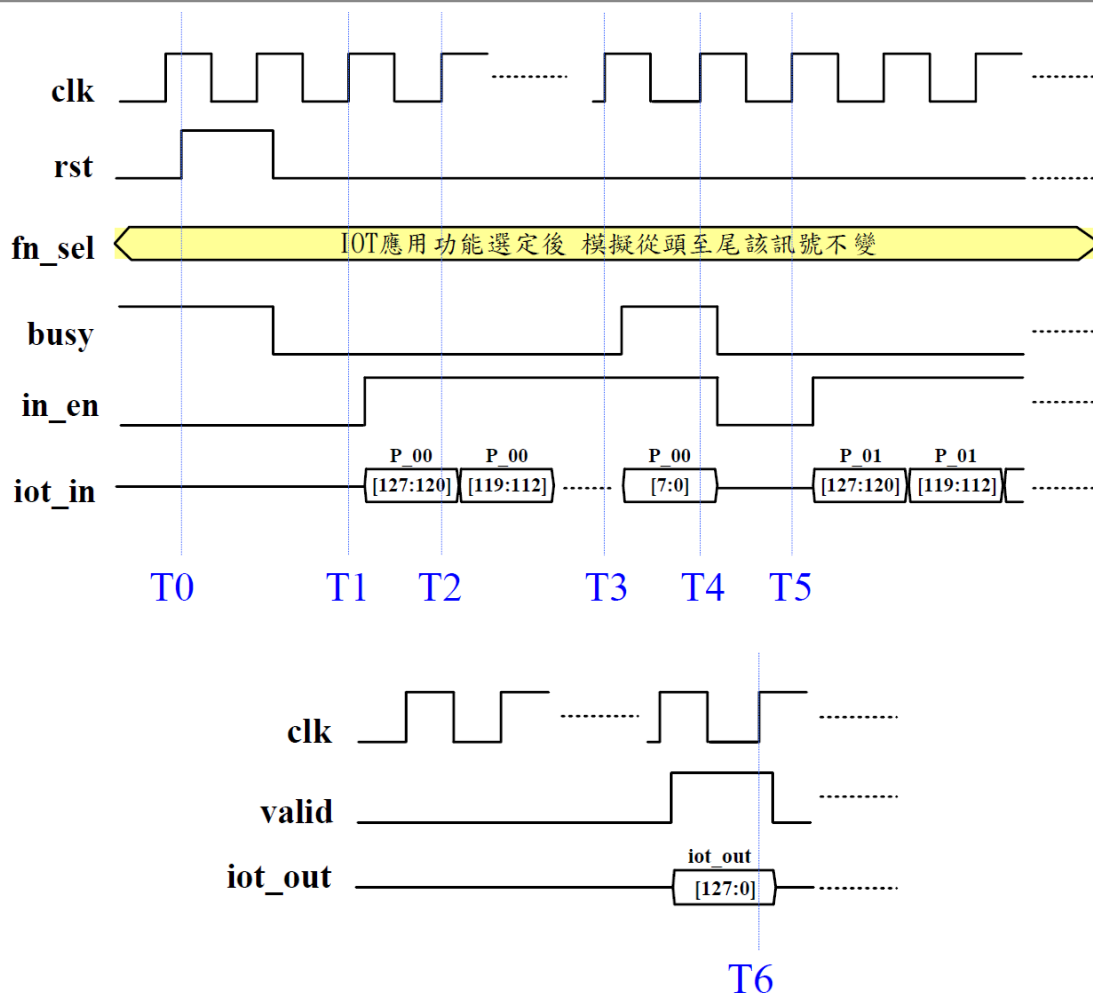 clk
rst
fn_sel
IOT應用功能選定後 模擬從頭至尾該訊號不變
busy
in_en
P_00 P_00 P_00 P_01 P_01
iot_in [127:120] [119:112] [7:0] [127:120] [119:112]
T0 T1 T2 T3 T4 T5
clk
valid
iot_out
iot_out
[127:0]
T6